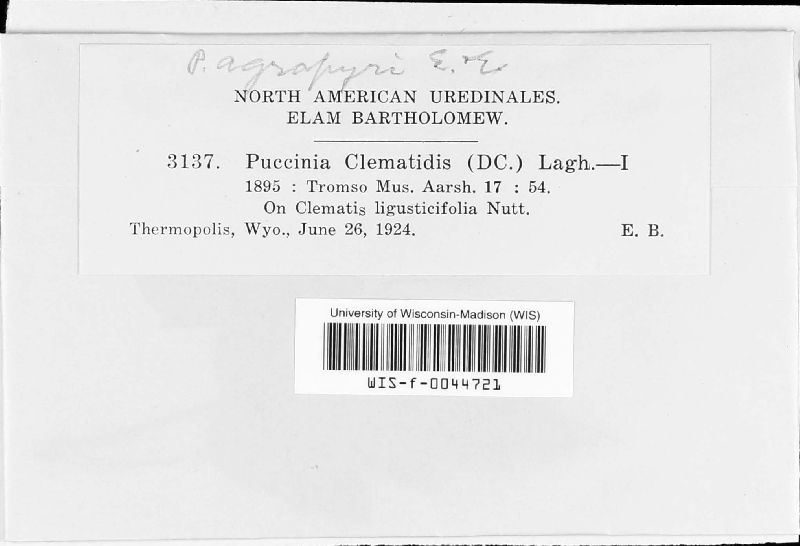 P. agropyri E. & E.
NORTH AMERICAN UREDINALES.
ELAM BARTHOLOMEW.
3137. Puccinia Clematidis (DC.) Lagh.—I
1895 : Tromso Mus. Aarsh. 17 : 54.
On Clematis ligusticifolia Nutt.
Thermopolis, Wyo., June 26, 1924. E. B.
University of Wisconsin-Madison (WIS)
WIS-f-0044721